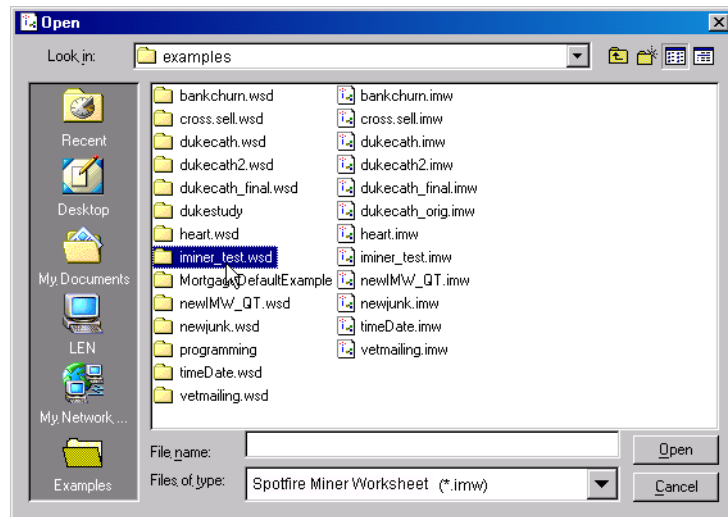 Open
Look in:
examples
Recent
Desktop
My Documents
LEN
My Network ...
Examples
bankchurn.wsd
cross.sell.wsd
dukecath.wsd
dukecath2.wsd
dukecath_final.wsd
dukestudy
heart.wsd
iminer_test.wsd
MortgageDefaultExample
newIMW_QT.wsd
newjunk.wsd
programming
timeDate.wsd
vetmailing.wsd
bankchurn.imw
cross.sell.imw
dukecath.imw
dukecath2.imw
dukecath_final.imw
dukecath_orig.imw
heart.imw
iminer_test.imw
newIMW_QT.imw
newjunk.imw
timeDate.imw
vetmailing.imw
File name:
Open
Files of type:
Spotfire Miner Worksheet (*.imw)
Cancel